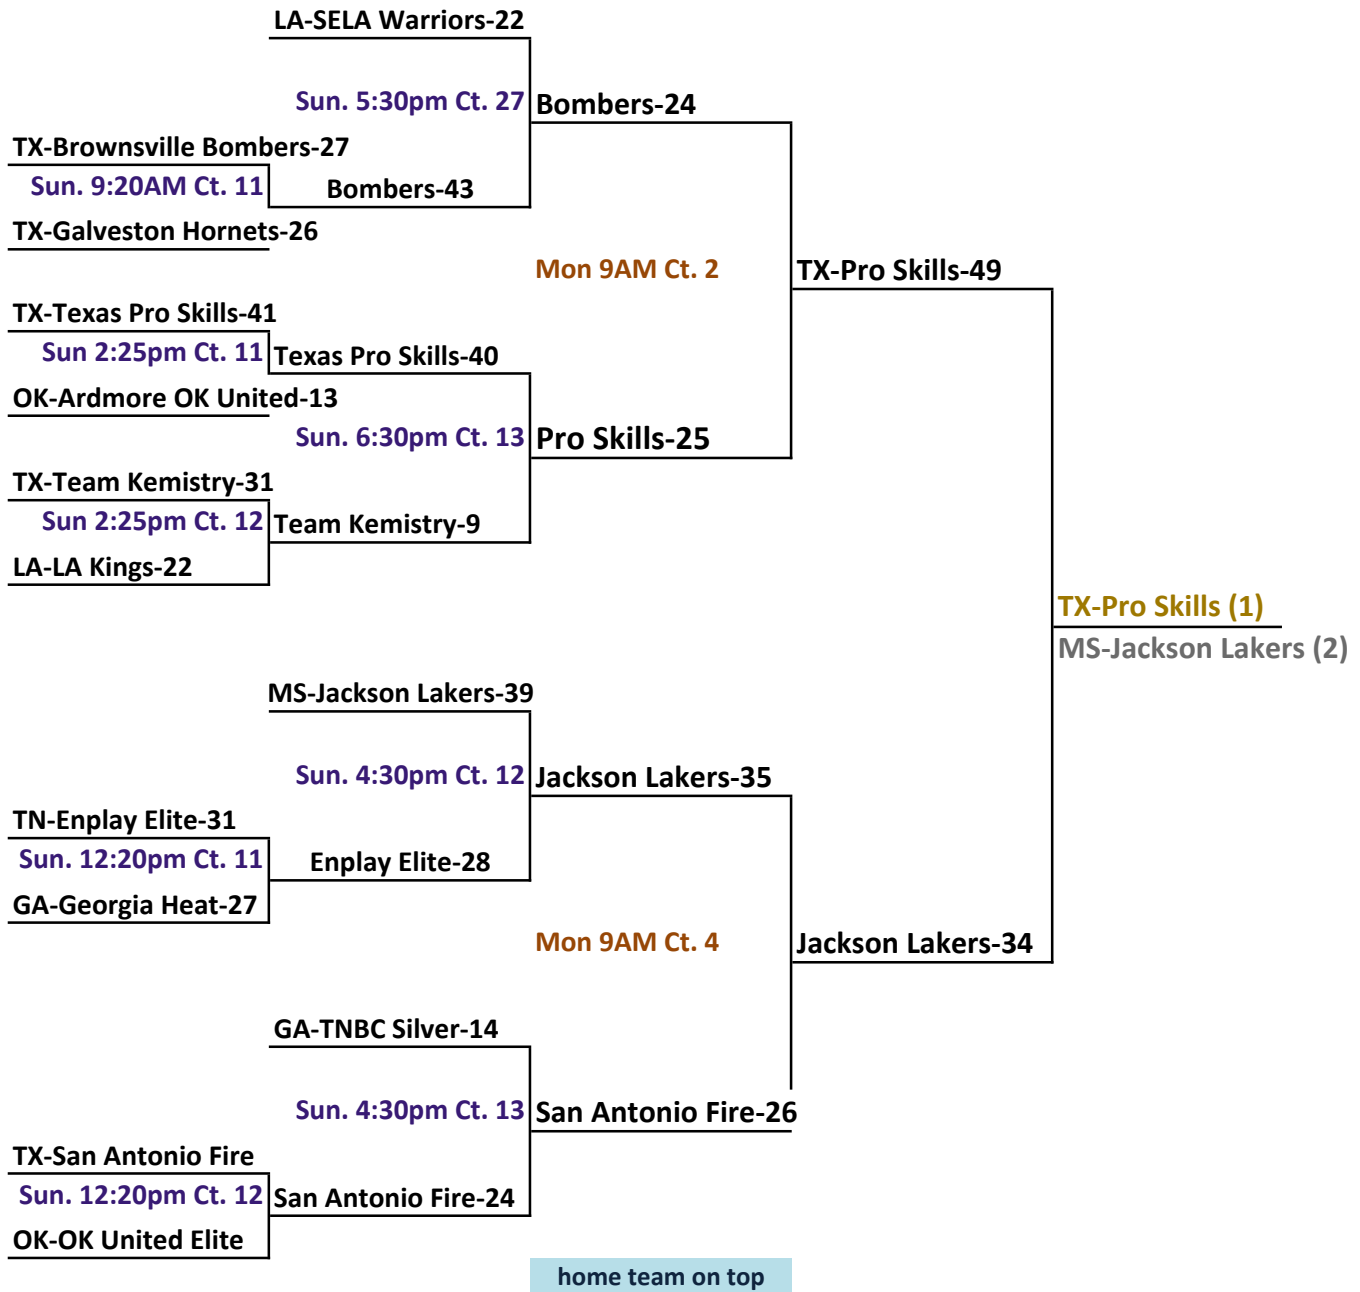 LA-SELA Warriors-22
Sun. 5:30pm Ct. 27
Bombers-24
TX-Brownsville Bombers-27
Sun. 9:20AM Ct. 11
Bombers-43
TX-Galveston Hornets-26
Mon 9AM Ct. 2
TX-Pro Skills-49
TX-Texas Pro Skills-41
Sun 2:25pm Ct. 11
Texas Pro Skills-40
OK-Ardmore OK United-13
Sun. 6:30pm Ct. 13
Pro Skills-25
TX-Team Kemistry-31
Sun 2:25pm Ct. 12
Team Kemistry-9
LA-LA Kings-22
TX-Pro Skills (1)
MS-Jackson Lakers (2)
MS-Jackson Lakers-39
Sun. 4:30pm Ct. 12
Jackson Lakers-35
TN-Enplay Elite-31
Sun. 12:20pm Ct. 11
Enplay Elite-28
GA-Georgia Heat-27
Mon 9AM Ct. 4
Jackson Lakers-34
GA-TNBC Silver-14
Sun. 4:30pm Ct. 13
San Antonio Fire-26
TX-San Antonio Fire
Sun. 12:20pm Ct. 12
San Antonio Fire-24
OK-OK United Elite
home team on top